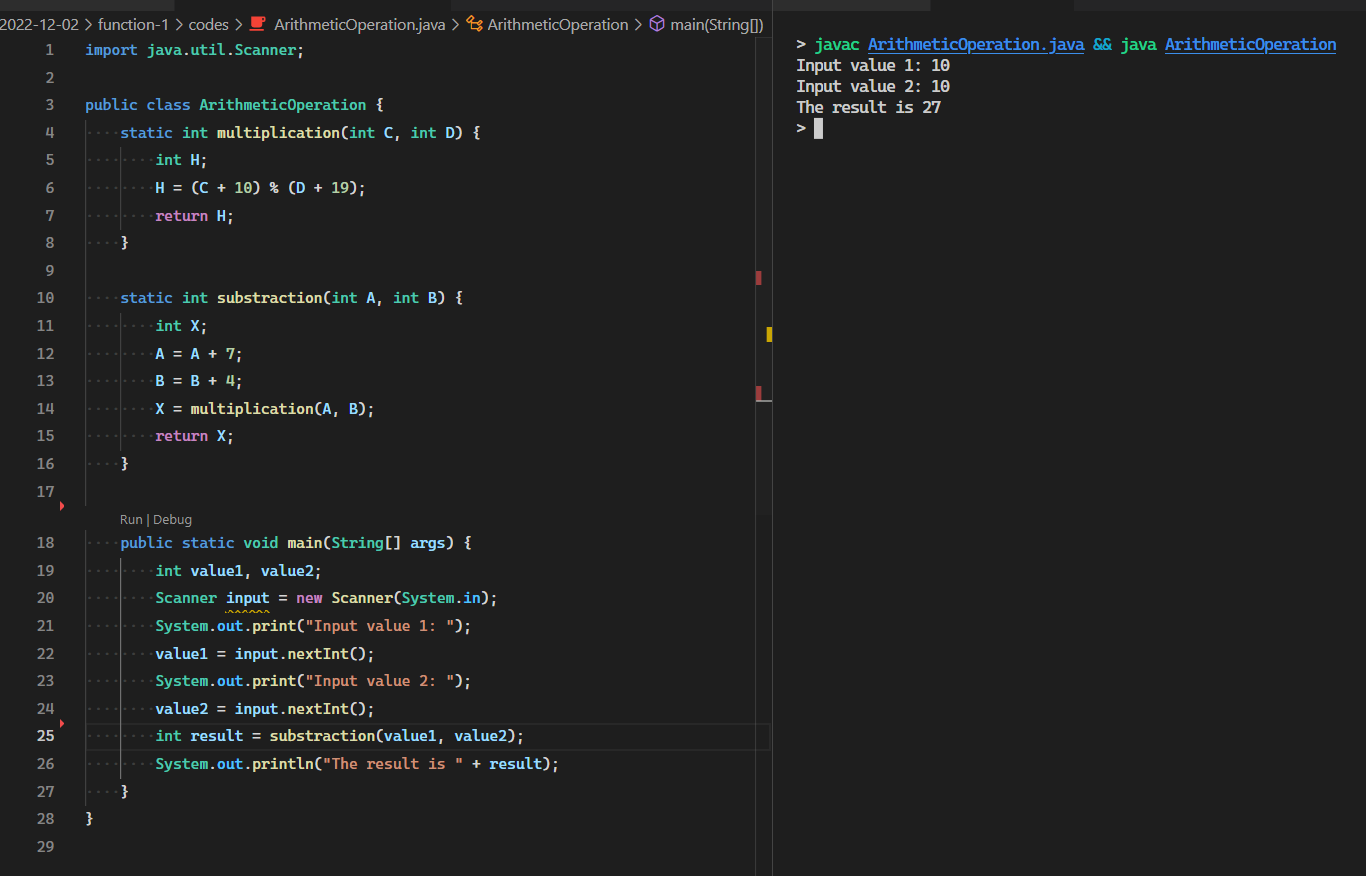 2022-12-02 > function-1 > codes > ArithmeticOperation.java > ArithmeticOperation > main(String[])
1 import java.util.Scanner;
2
3 public class ArithmeticOperation {
4 static int multiplication(int C, int D) {
5 int H;
6 H = (C + 10) % (D + 19);
7 return H;
8 }
9
10 static int substraction(int A, int B) {
11 int X;
12 A = A + 7;
13 B = B + 4;
14 X = multiplication(A, B);
15 return X;
16 }
17
Run | Debug
18 public static void main(String[] args) {
19 int value1, value2;
20 Scanner input = new Scanner(System.in);
21 System.out.print("Input value 1: ");
22 value1 = input.nextInt();
23 System.out.print("Input value 2: ");
24 value2 = input.nextInt();
25 int result = substraction(value1, value2);
26 System.out.println("The result is " + result);
27 }
28 }
29
> javac ArithmeticOperation.java && java ArithmeticOperation
Input value 1: 10
Input value 2: 10
The result is 27
>